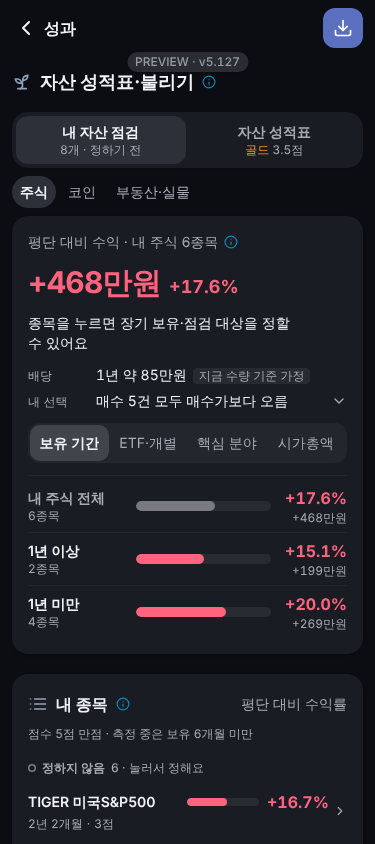 성과
PREVIEW · v5.127
자산 성적표·불리기
내 자산 점검
8개 · 정하기 전
자산 성적표
골드 3.5점
주식 코인 부동산·실물
평단 대비 수익 · 내 주식 6종목
+468만원 +17.6%
종목을 누르면 장기 보유·점검 대상을 정할
수 있어요
배당 1년 약 85만원 지금 수량 기준 가정
내 선택 매수 5건 모두 매수가보다 오름
보유 기간 ETF·개별 핵심 분야 시가총액
내 주식 전체 +17.6%
6종목 +468만원
1년 이상 +15.1%
2종목 +199만원
1년 미만 +20.0%
4종목 +269만원
내 종목 평단 대비 수익률
점수 5점 만점 · 측정 중은 보유 6개월 미만
정하지 않음 6 · 눌러서 정해요
TIGER 미국S&P500 +16.7%
2년 2개월 · 3점